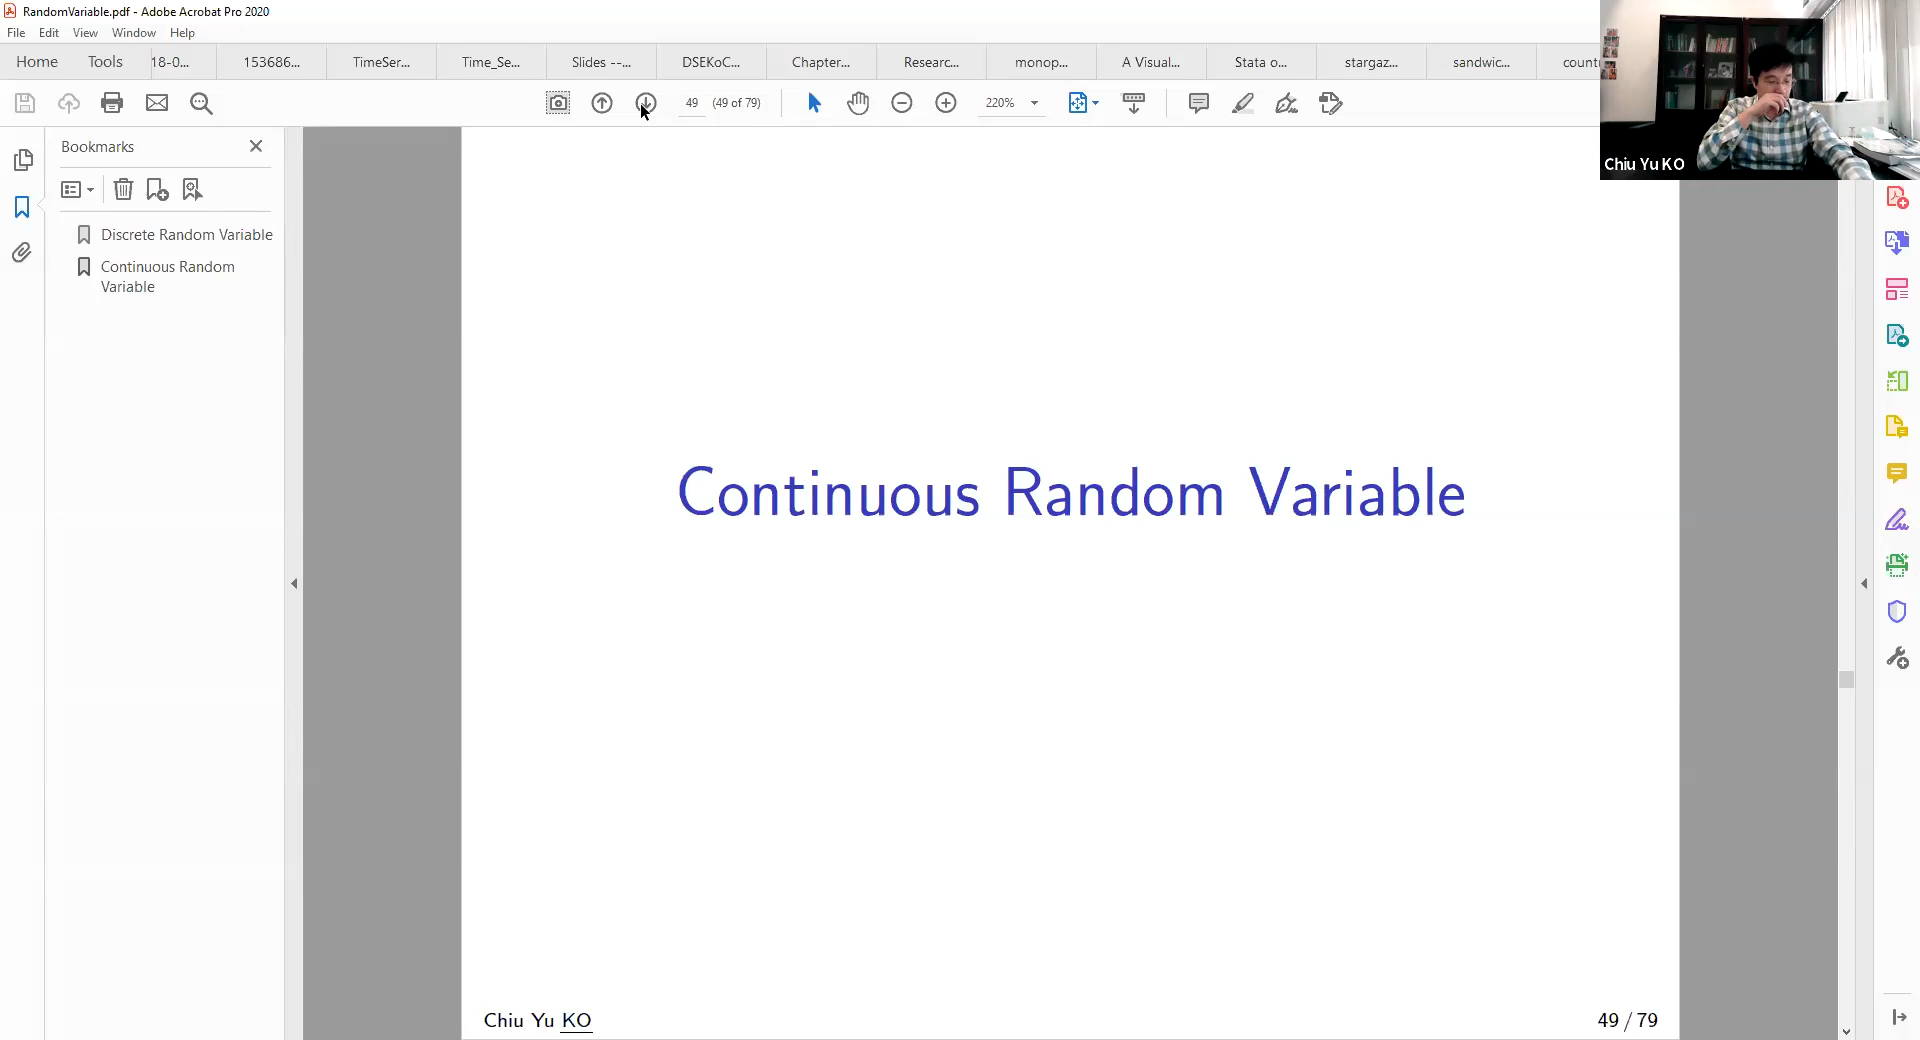 RandomVariable.pdf - Adobe Acrobat Pro 2020
File Edit View Window Help
Home Tools 18-0... 153686... TimeSer... Time_Se... Slides --... DSEKoC... Chapter... Researc... monop... A Visual... Stata o... stargaz... sandwic... count
49 (49 of 79) 220%
Chiu Yu KO
Bookmarks
Discrete Random Variable
Continuous Random
Variable
Continuous Random Variable
Chiu Yu KO 49 / 79